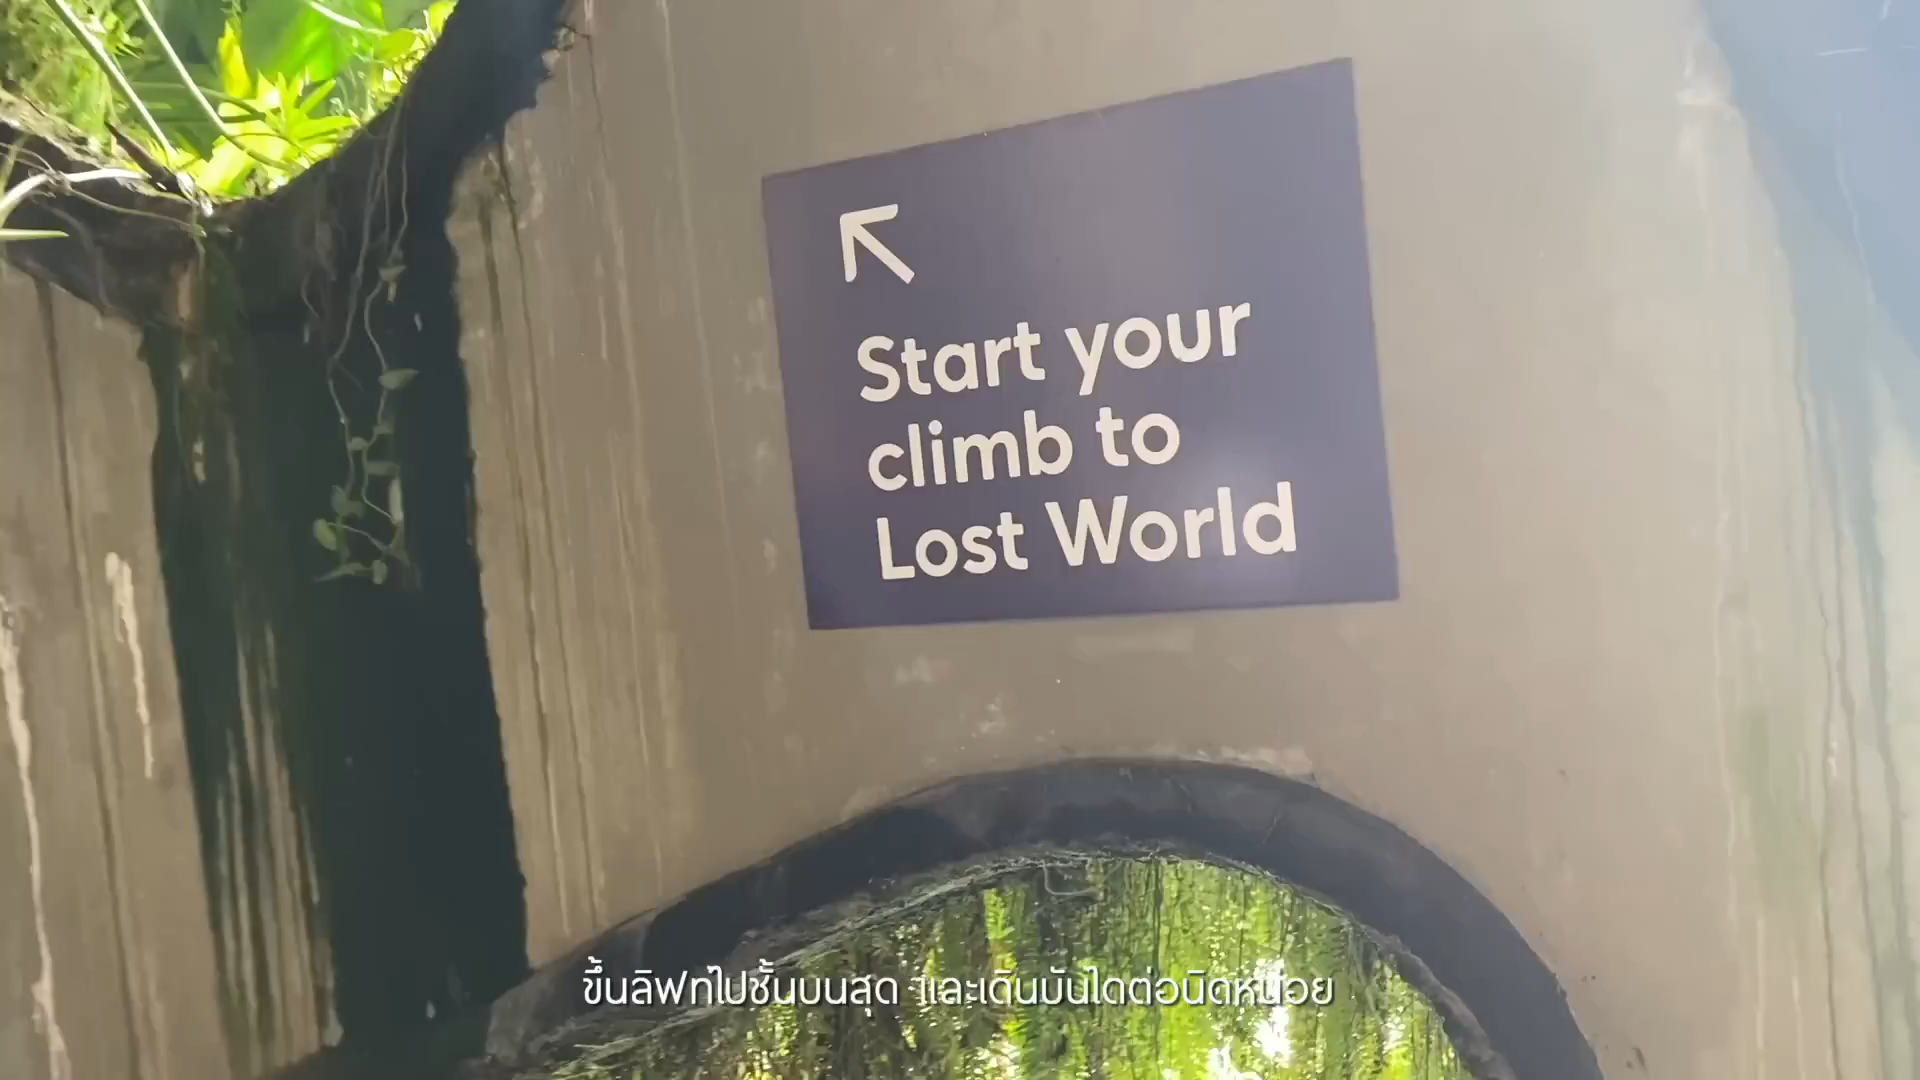 Start your
climb to
Lost World
ขึ้นลิฟท์ไปชั้นบนสุด และเดินบันไดต่อนิดหน่อย